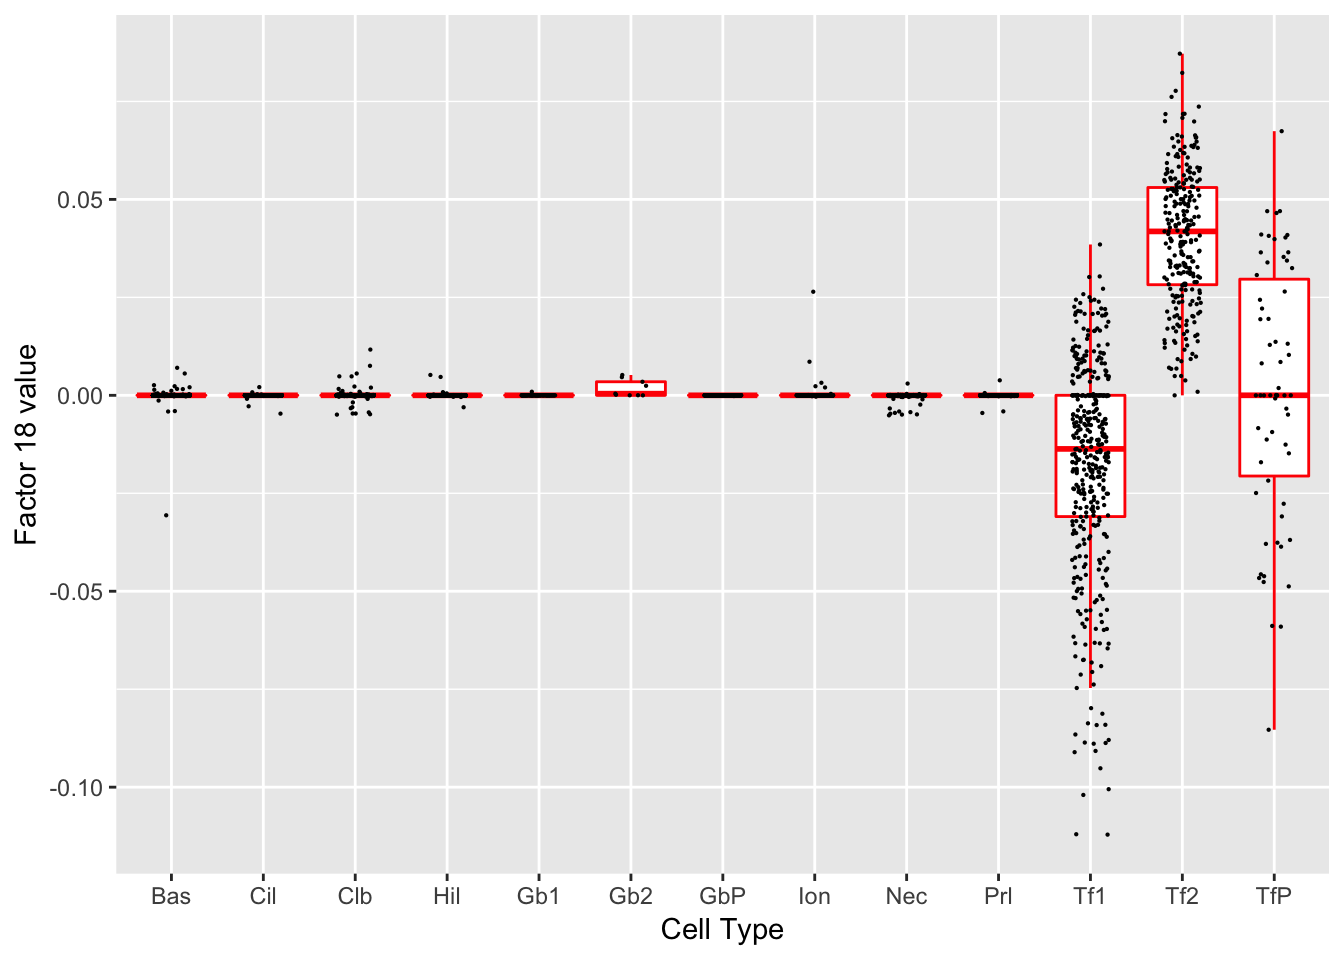 Factor 18 value
0.05
0.00
-0.05
-0.10
Bas Cil Clb Hil Gb1 Gb2 GbP Ion Nec Prl Tf1 Tf2 TfP
Cell Type